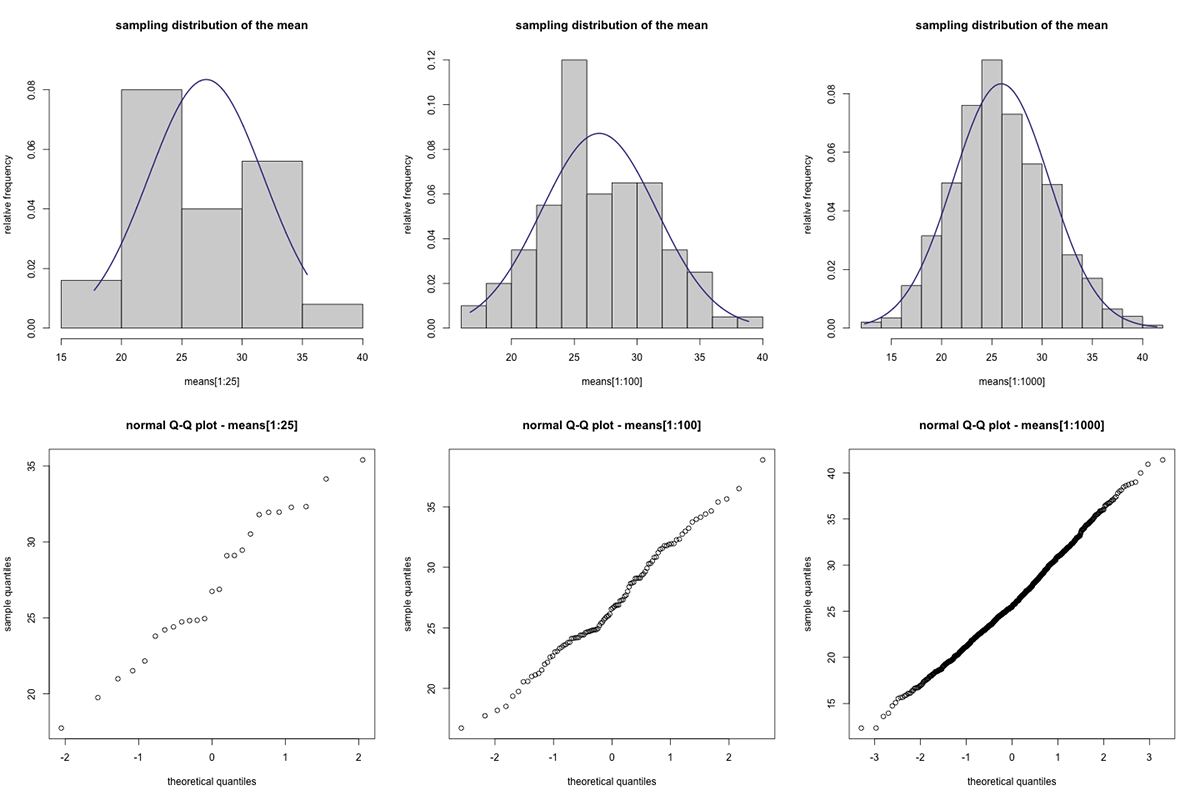 sampling distribution of the mean
relative frequency
0.00 0.02 0.04 0.06 0.08
15 20 25 30 35 40
means[1:25]
sampling distribution of the mean
relative frequency
0.00 0.02 0.04 0.06 0.08 0.10 0.12
20 25 30 35 40
means[1:100]
sampling distribution of the mean
relative frequency
0.00 0.02 0.04 0.06 0.08
15 20 25 30 35 40
means[1:1000]
normal Q-Q plot - means[1:25]
sample quantiles
20 25 30 35
-2 -1 0 1 2
theoretical quantiles
normal Q-Q plot - means[1:100]
sample quantiles
20 25 30 35
-2 -1 0 1 2
theoretical quantiles
normal Q-Q plot - means[1:1000]
sample quantiles
15 20 25 30 35 40
-3 -2 -1 0 1 2 3
theoretical quantiles